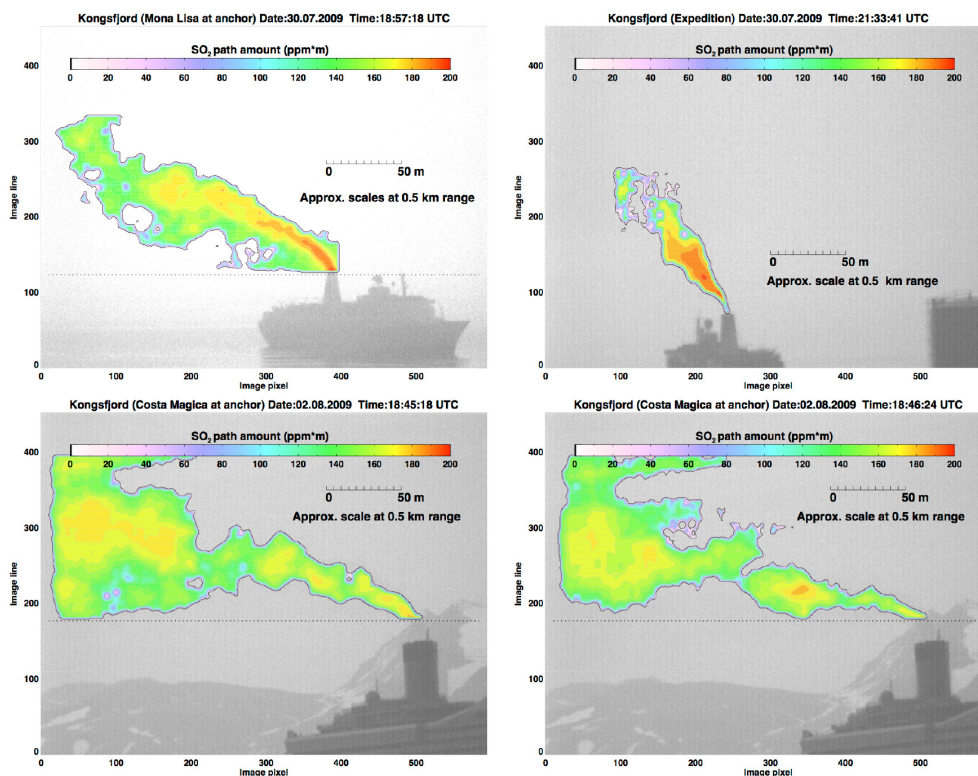 Kongsfjord (Mona Lisa at anchor) Date:30.07.2009 Time:18:57:18 UTC
SO2 path amount (ppm*m)
0 20 40 60 80 100 120 140 160 180 200
0 50 m
Approx. scales at 0.5 km range
Image line
400
300
200
100
0
0 100 200 300 400 500
Image pixel
Kongsfjord (Expedition) Date:30.07.2009 Time:21:33:41 UTC
SO2 path amount (ppm*m)
0 20 40 60 80 100 120 140 160 180 200
0 50 m
Approx. scale at 0.5 km range
Image line
400
300
200
100
0
0 100 200 300 400 500
Image pixel
Kongsfjord (Costa Magica at anchor) Date:02.08.2009 Time:18:45:18 UTC
SO2 path amount (ppm*m)
0 20 40 60 80 100 120 140 160 180 200
0 50 m
Approx. scale at 0.5 km range
Image line
400
300
200
100
0
0 100 200 300 400 500
Image pixel
Kongsfjord (Costa Magica at anchor) Date:02.08.2009 Time:18:46:24 UTC
SO2 path amount (ppm*m)
0 20 40 60 80 100 120 140 160 180 200
0 50 m
Approx. scale at 0.5 km range
Image line
400
300
200
100
0
0 100 200 300 400 500
Image pixel